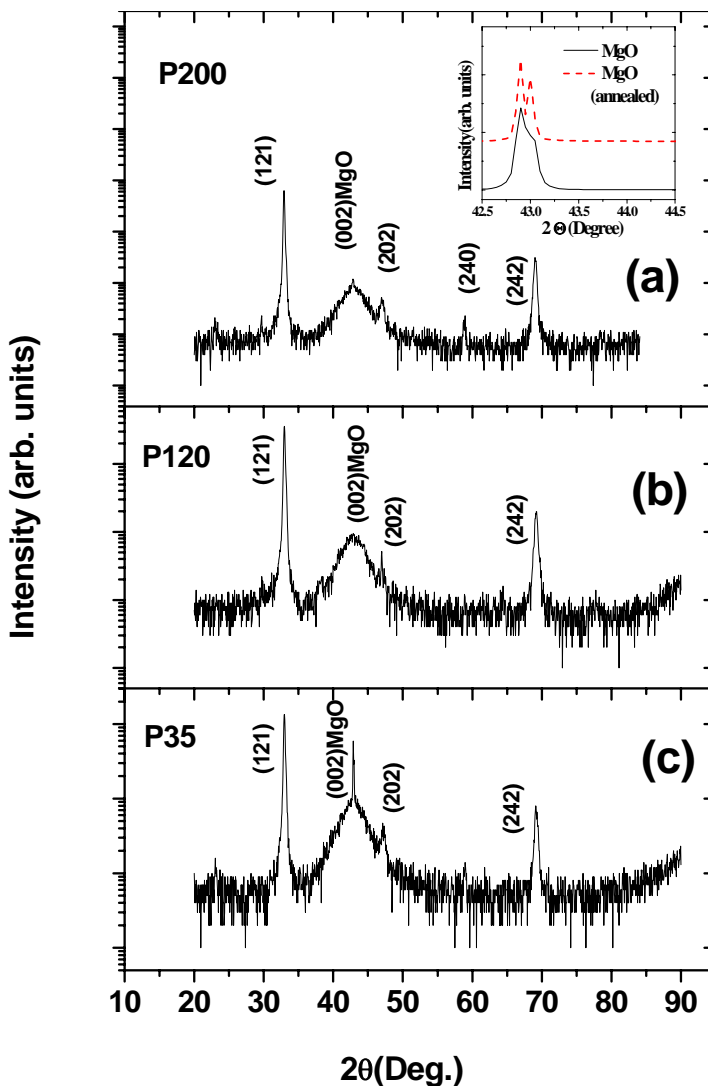 P200
(121)
(002)MgO
(202)
(240)
(242)
(a)
MgO
MgO
(annealed)
Intensity(arb. units)
42.5 43.0 43.5 44.0 44.5
2Θ(Degree)
P120
(121)
(002)MgO
(202)
(242)
(b)
P35
(121)
(002)MgO
(202)
(242)
(c)
Intensity (arb. units)
10 20 30 40 50 60 70 80 90
2θ(Deg.)